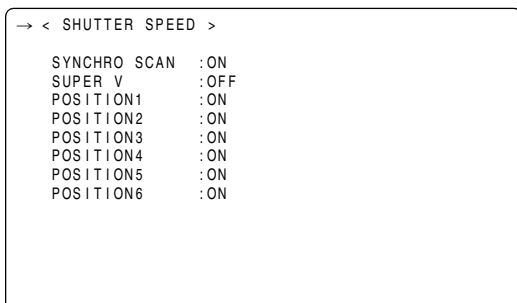 → < SHUTTER SPEED >
SYNCHRO SCAN :ON
SUPER V :OFF
POSITION1 :ON
POSITION2 :ON
POSITION3 :ON
POSITION4 :ON
POSITION5 :ON
POSITION6 :ON